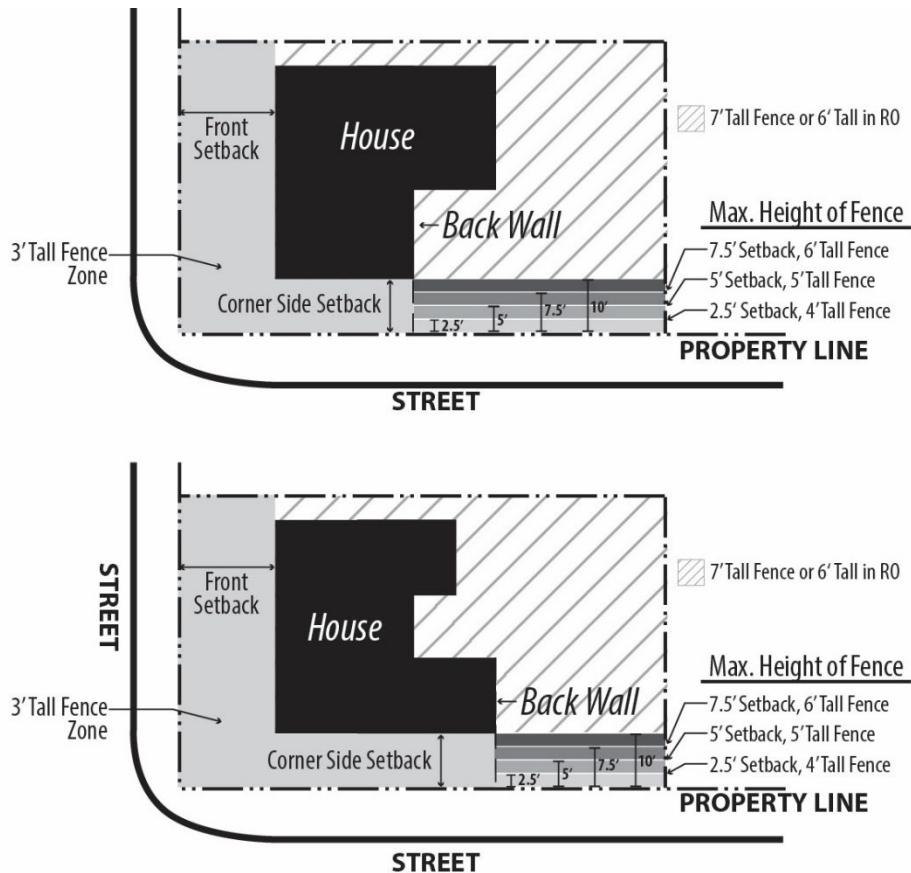 Front
Setback
House
7' Tall Fence or 6' Tall in RO
Back Wall
Max. Height of Fence
3' Tall Fence
Zone
7.5' Setback, 6' Tall Fence
Corner Side Setback
5' Setback, 5' Tall Fence
2.5' Setback, 4' Tall Fence
2.5'
5'
7.5'
10'
PROPERTY LINE
STREET
STREET
Front
Setback
House
7' Tall Fence or 6' Tall in RO
Back Wall
Max. Height of Fence
3' Tall Fence
Zone
7.5' Setback, 6' Tall Fence
Corner Side Setback
5' Setback, 5' Tall Fence
2.5' Setback, 4' Tall Fence
2.5'
5'
7.5'
10'
PROPERTY LINE
STREET